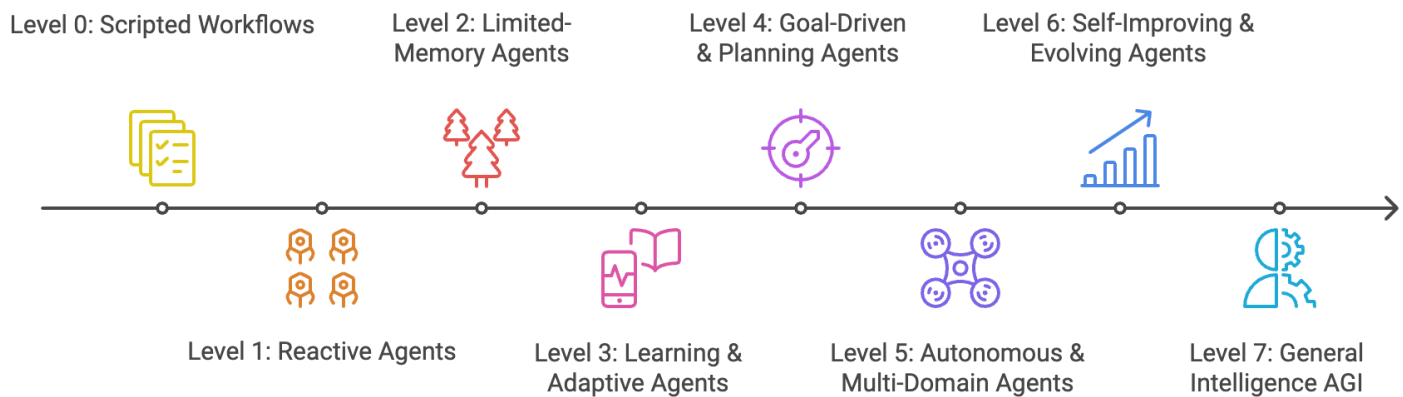 Level 0: Scripted Workflows
Level 2: Limited-
Memory Agents
Level 4: Goal-Driven
& Planning Agents
Level 6: Self-Improving &
Evolving Agents
Level 1: Reactive Agents
Level 3: Learning &
Adaptive Agents
Level 5: Autonomous &
Multi-Domain Agents
Level 7: General
Intelligence AGI